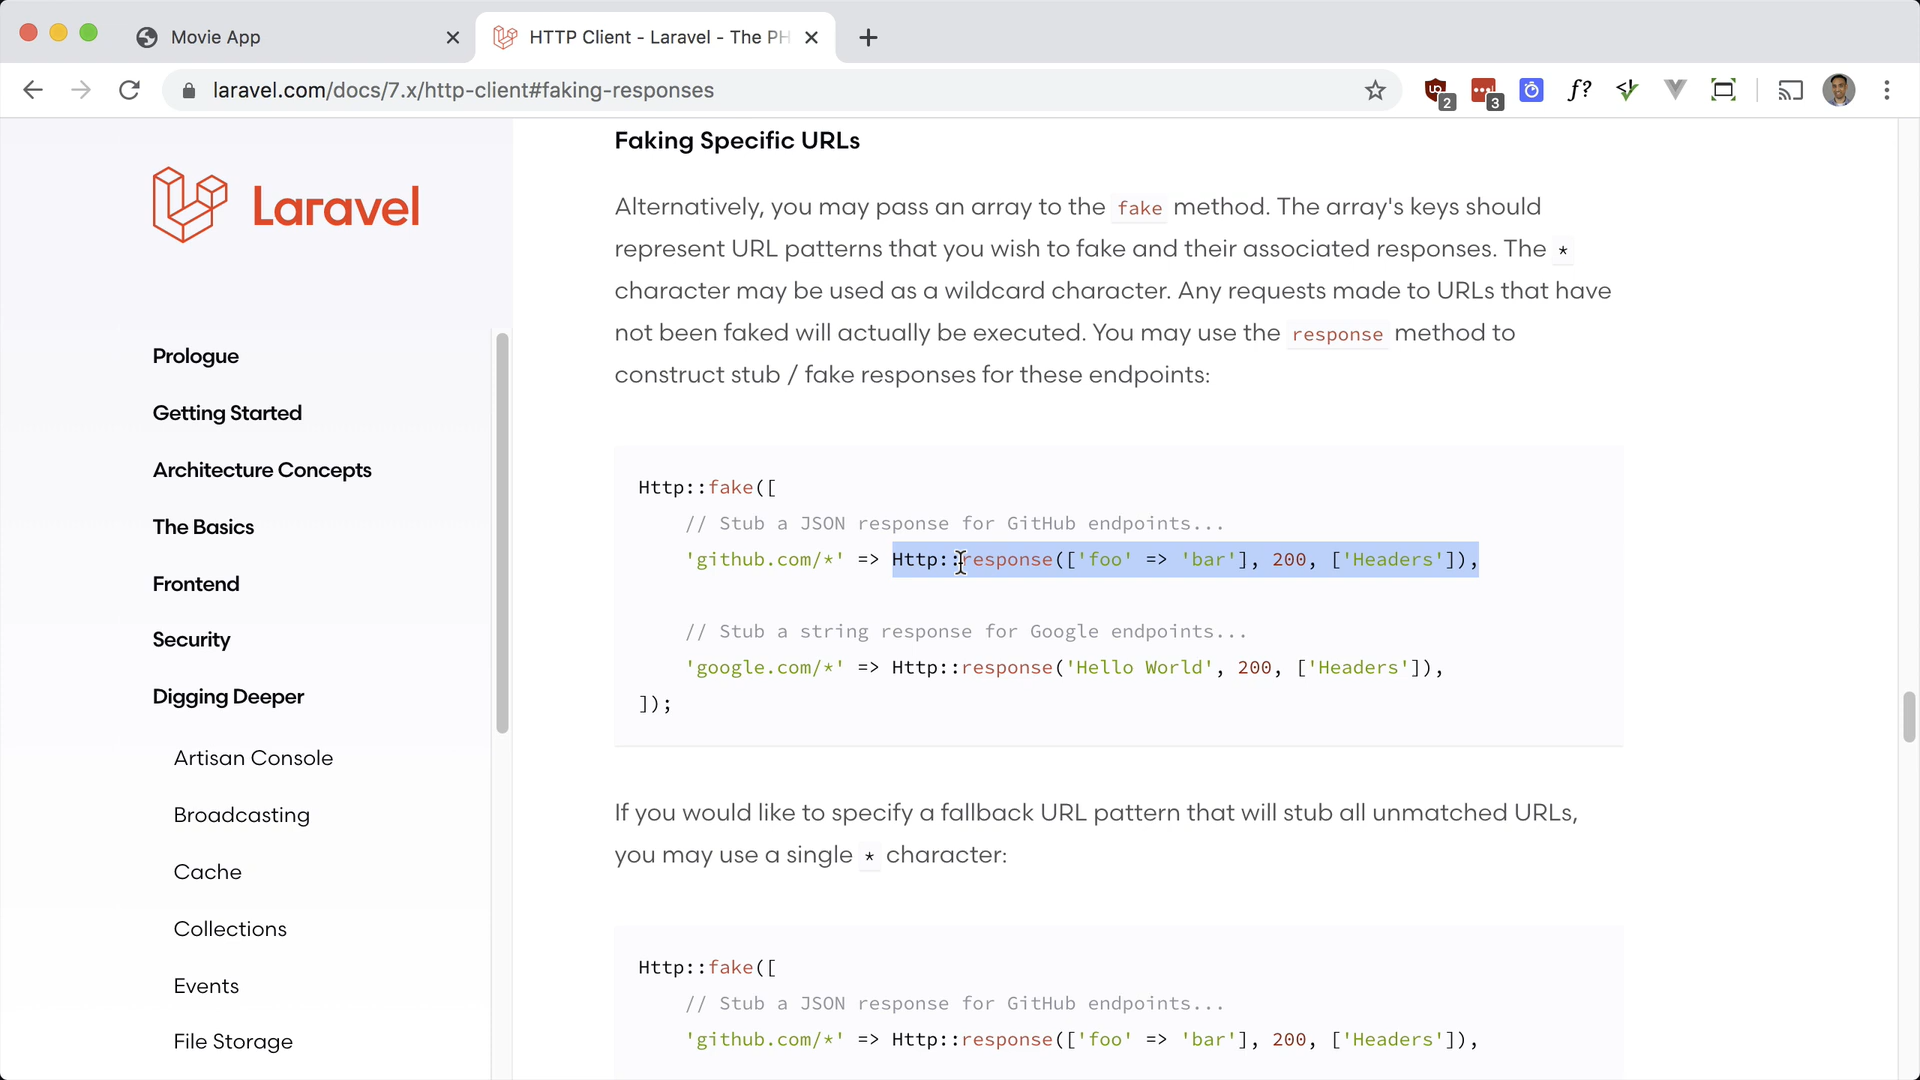 Movie App
HTTP Client - Laravel - The PH
laravel.com/docs/7.x/http-client#faking-responses
2
3
f?
Laravel
Prologue
Getting Started
Architecture Concepts
The Basics
Frontend
Security
Digging Deeper
Artisan Console
Broadcasting
Cache
Collections
Events
File Storage
Faking Specific URLs
Alternatively, you may pass an array to the fake method. The array's keys should
represent URL patterns that you wish to fake and their associated responses. The *
character may be used as a wildcard character. Any requests made to URLs that have
not been faked will actually be executed. You may use the response method to
construct stub / fake responses for these endpoints:
Http::fake([
// Stub a JSON response for GitHub endpoints...
'github.com/*' => Http::response(['foo' => 'bar'], 200, ['Headers']),
// Stub a string response for Google endpoints...
'google.com/*' => Http::response('Hello World', 200, ['Headers']),
]);
If you would like to specify a fallback URL pattern that will stub all unmatched URLs,
you may use a single * character:
Http::fake([
// Stub a JSON response for GitHub endpoints...
'github.com/*' => Http::response(['foo' => 'bar'], 200, ['Headers']),